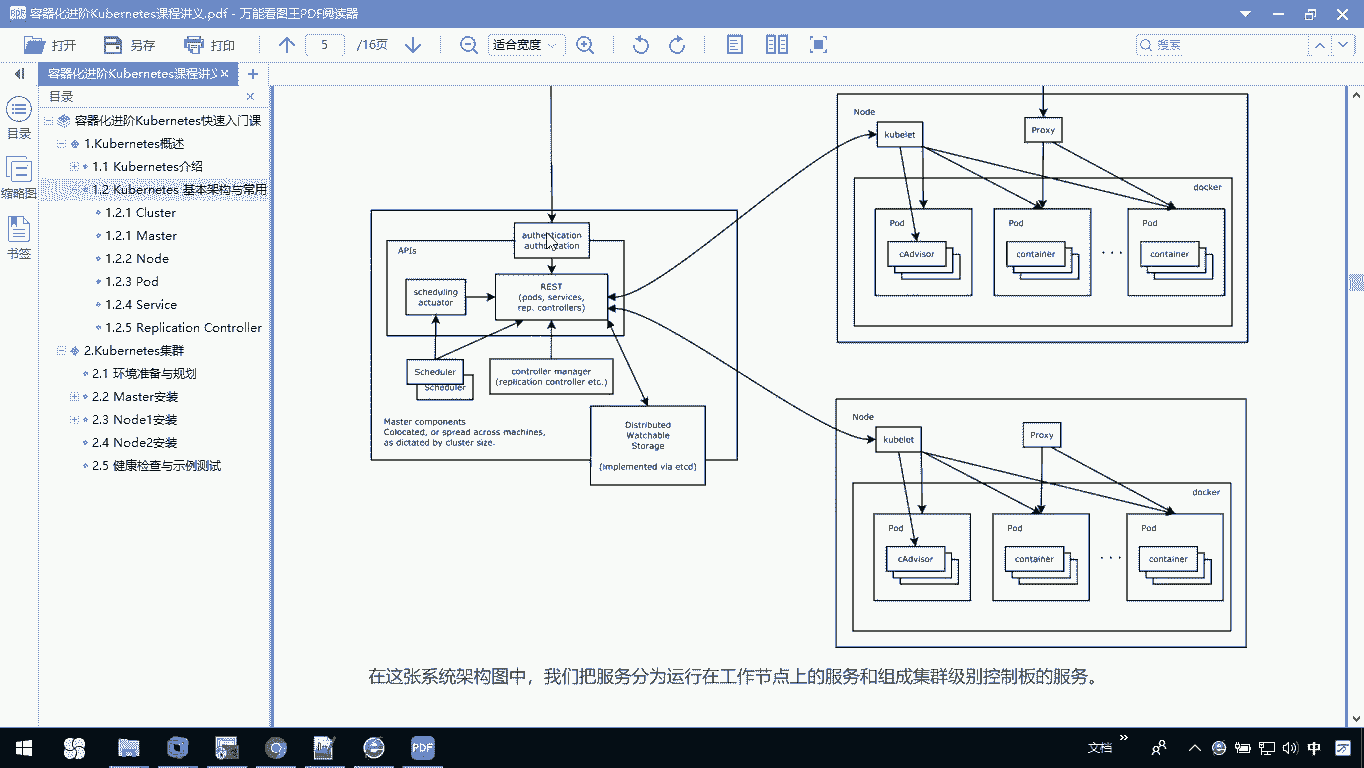 容器化进阶Kubernetes课程讲义.pdf - 万能看图王PDF阅读器
打开
另存
打印
5
/16页
适合宽度
搜索
容器化进阶Kubernetes课程讲义
目录
目录
缩略图
书签
容器化进阶Kubernetes快速入门课
1.Kubernetes概述
1.1 Kubernetes介绍
1.2 Kubernetes 基本架构与常用
1.2.1 Cluster
1.2.1 Master
1.2.2 Node
1.2.3 Pod
1.2.4 Service
1.2.5 Replication Controller
2.Kubernetes集群
2.1 环境准备与规划
2.2 Master安装
2.3 Node1安装
2.4 Node2安装
2.5 健康检查与示例测试
authentication
authorization
APIs
REST
(pods, services,
rep. controllers)
scheduling
actuator
Scheduler
Scheduler
controller manager
(replication controller etc.)
Master components
Colocated, or spread across machines,
as dictated by cluster size.
Distributed
Watchable
Storage
(implemented via etcd)
Node
kubelet
Proxy
docker
Pod
Pod
Pod
cAdvisor
container
. . .
container
Node
kubelet
Proxy
docker
Pod
Pod
Pod
cAdvisor
container
. . .
container
在这张系统架构图中，我们把服务分为运行在工作节点上的服务和组成集群级别控制板的服务。
PDF
文档
中